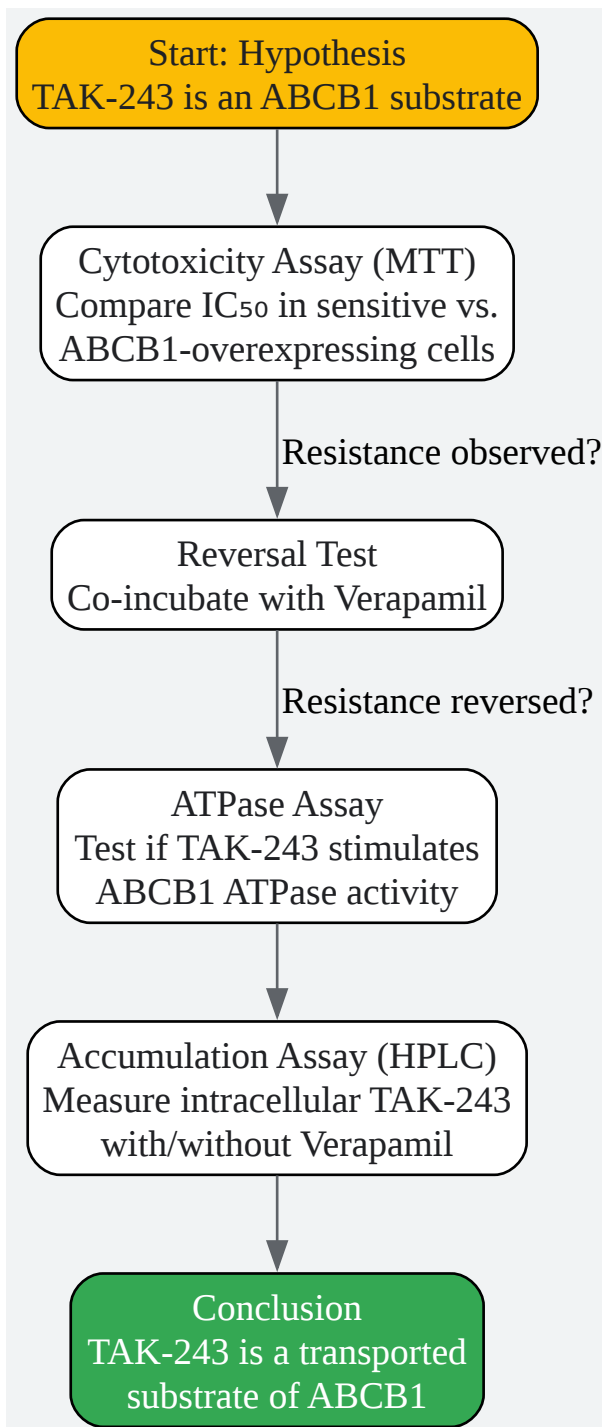 Start: Hypothesis
TAK-243 is an ABCB1 substrate
Cytotoxicity Assay (MTT)
Compare IC₅₀ in sensitive vs.
ABCB1-overexpressing cells
Resistance observed?
Reversal Test
Co-incubate with Verapamil
Resistance reversed?
ATPase Assay
Test if TAK-243 stimulates
ABCB1 ATPase activity
Accumulation Assay (HPLC)
Measure intracellular TAK-243
with/without Verapamil
Conclusion
TAK-243 is a transported
substrate of ABCB1